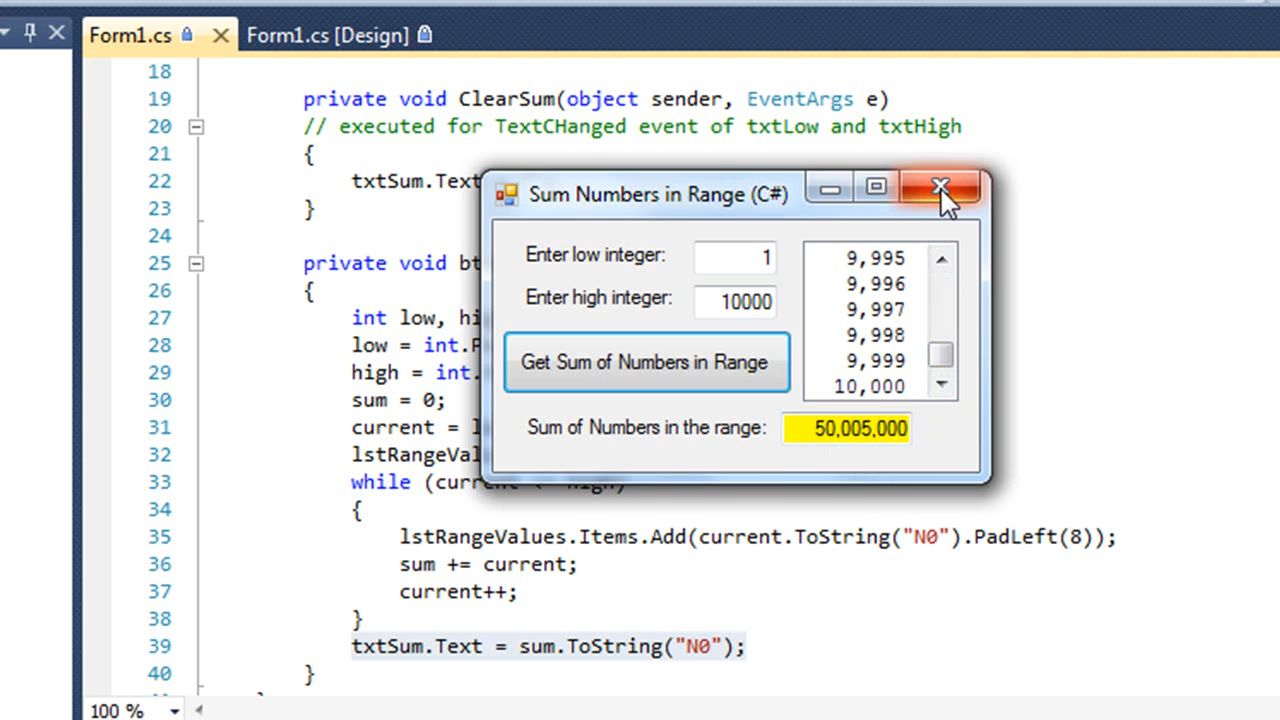 Form1.cs
Form1.cs [Design]
18
19 private void ClearSum(object sender, EventArgs e)
20 // executed for TextCHanged event of txtLow and txtHigh
21 {
22 txtSum.Text
23 }
24
25 private void bt
26 {
27 int low, hi
28 low = int.P
29 high = int.
30 sum = 0;
31 current = l
32 lstRangeVal
33 while (current <= high)
34 {
35 lstRangeValues.Items.Add(current.ToString("N0").PadLeft(8));
36 sum += current;
37 current++;
38 }
39 txtSum.Text = sum.ToString("N0");
40 }
100 %
Sum Numbers in Range (C#)
Enter low integer: 1
Enter high integer: 10000
Get Sum of Numbers in Range
9,995
9,996
9,997
9,998
9,999
10,000
Sum of Numbers in the range: 50,005,000